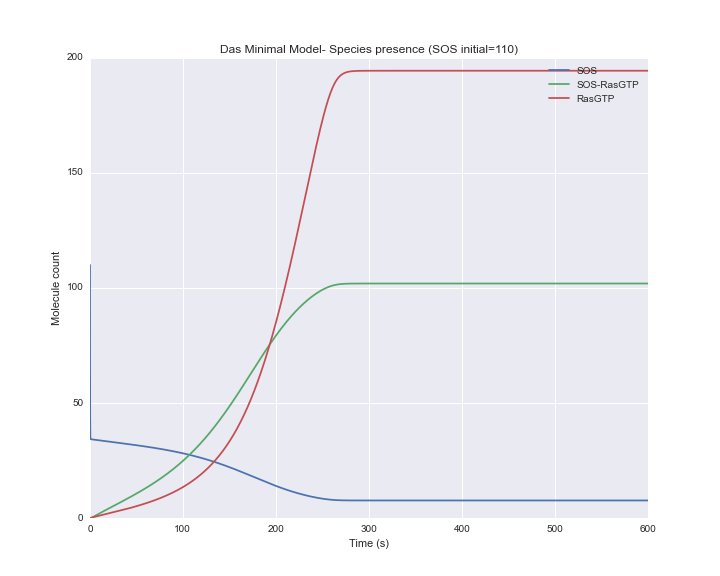 Das Minimal Model- Species presence (SOS initial=110)
200
150
100
50
0
Molecule count
SOS
SOS-RasGTP
RasGTP
0 100 200 300 400 500 600
Time (s)